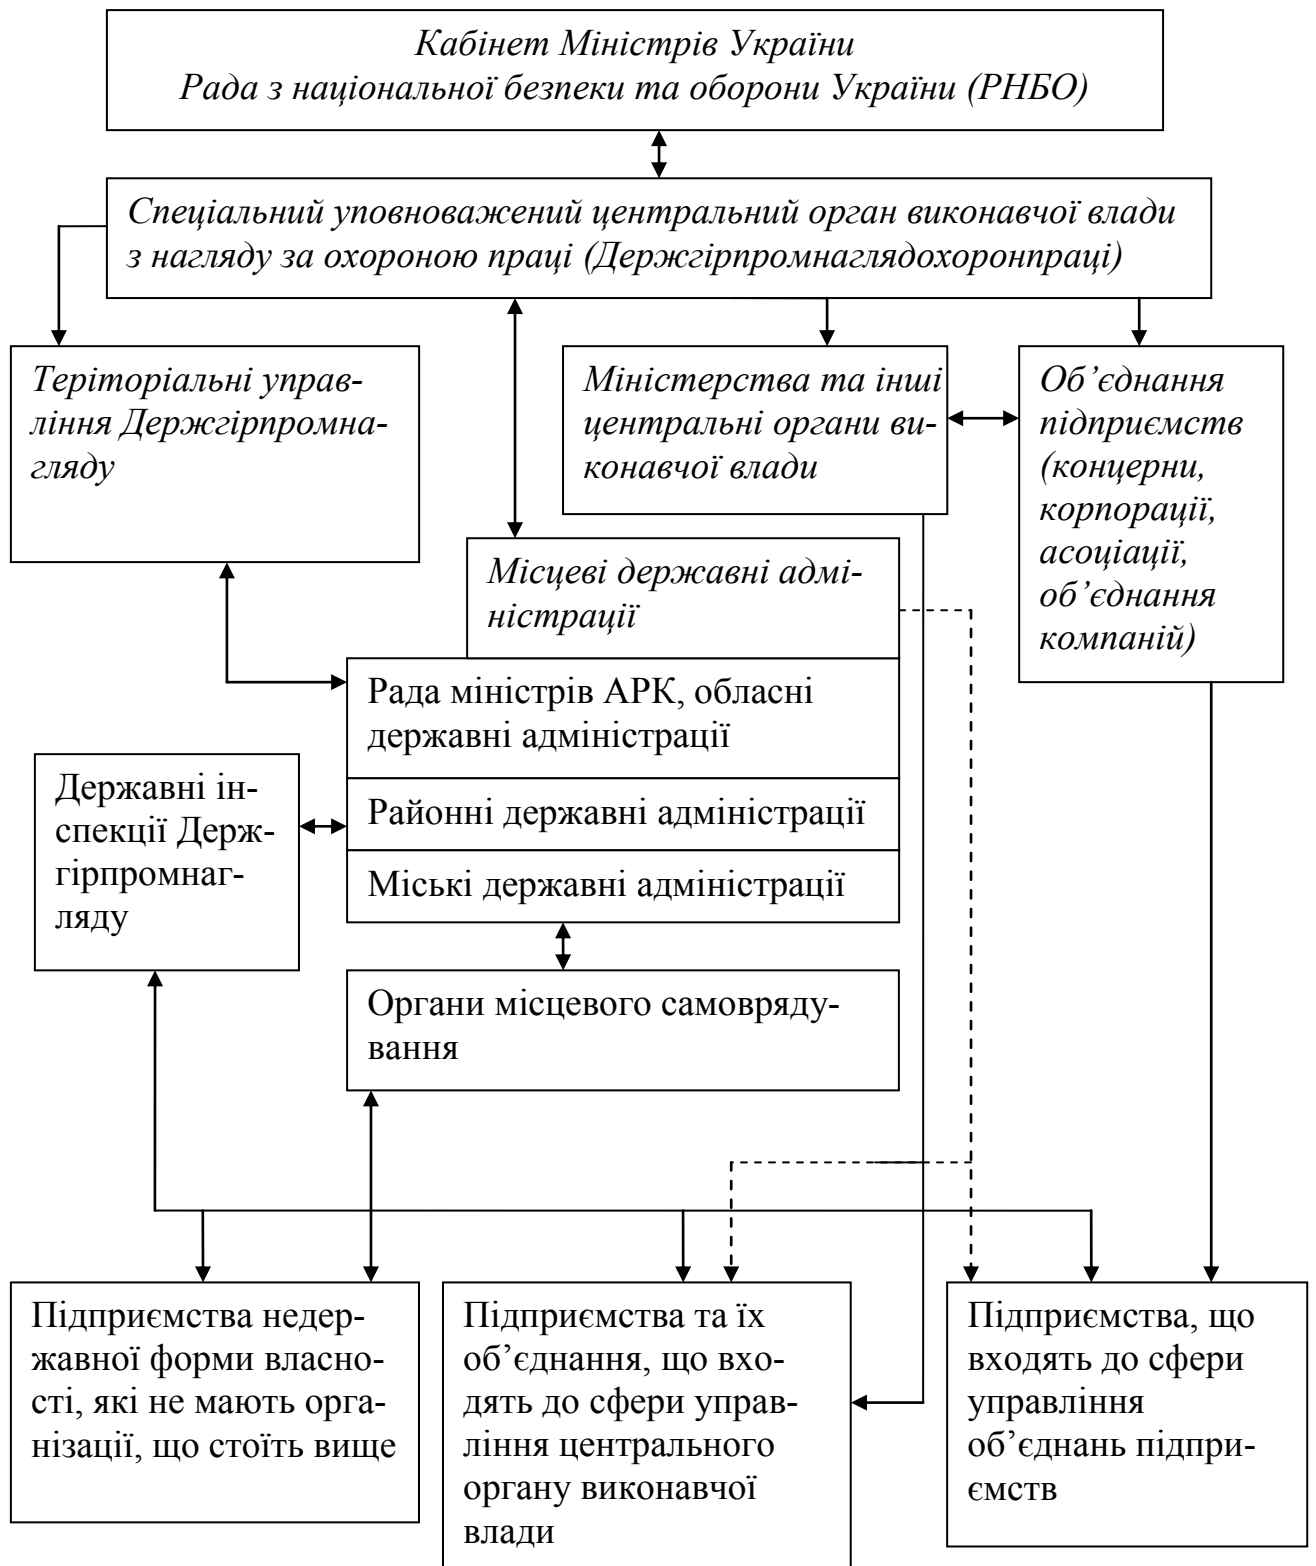 Кабінет Міністрів України
Рада з національної безпеки та оборони України (РНБО)
Спеціальний уповноважений центральний орган виконавчої влади
з нагляду за охороною праці (Держгірпромнаглядохоронпраці)
Теріторіальні управ-
ління Держгірпромна-
гляду
Міністерства та інші
центральні органи ви-
конавчої влади
Об’єднання
підприємств
(концерни,
корпорації,
асоціації,
об’єднання
компаній)
Місцеві державні адмі-
ністрації
Рада міністрів АРК, обласні
державні адміністрації
Районні державні адміністрації
Міські державні адміністрації
Державні ін-
спекції Держ-
гірпромнаг-
ляду
Органи місцевого самовряду-
вання
Підприємства недер-
жавної форми власно-
сті, які не мають орга-
нізації, що стоїть вище
Підприємства та їх
об’єднання, що вхо-
дять до сфери управ-
ління центрального
органу виконавчої
влади
Підприємства, що
входять до сфери
управління
об’єднань підпри-
ємств